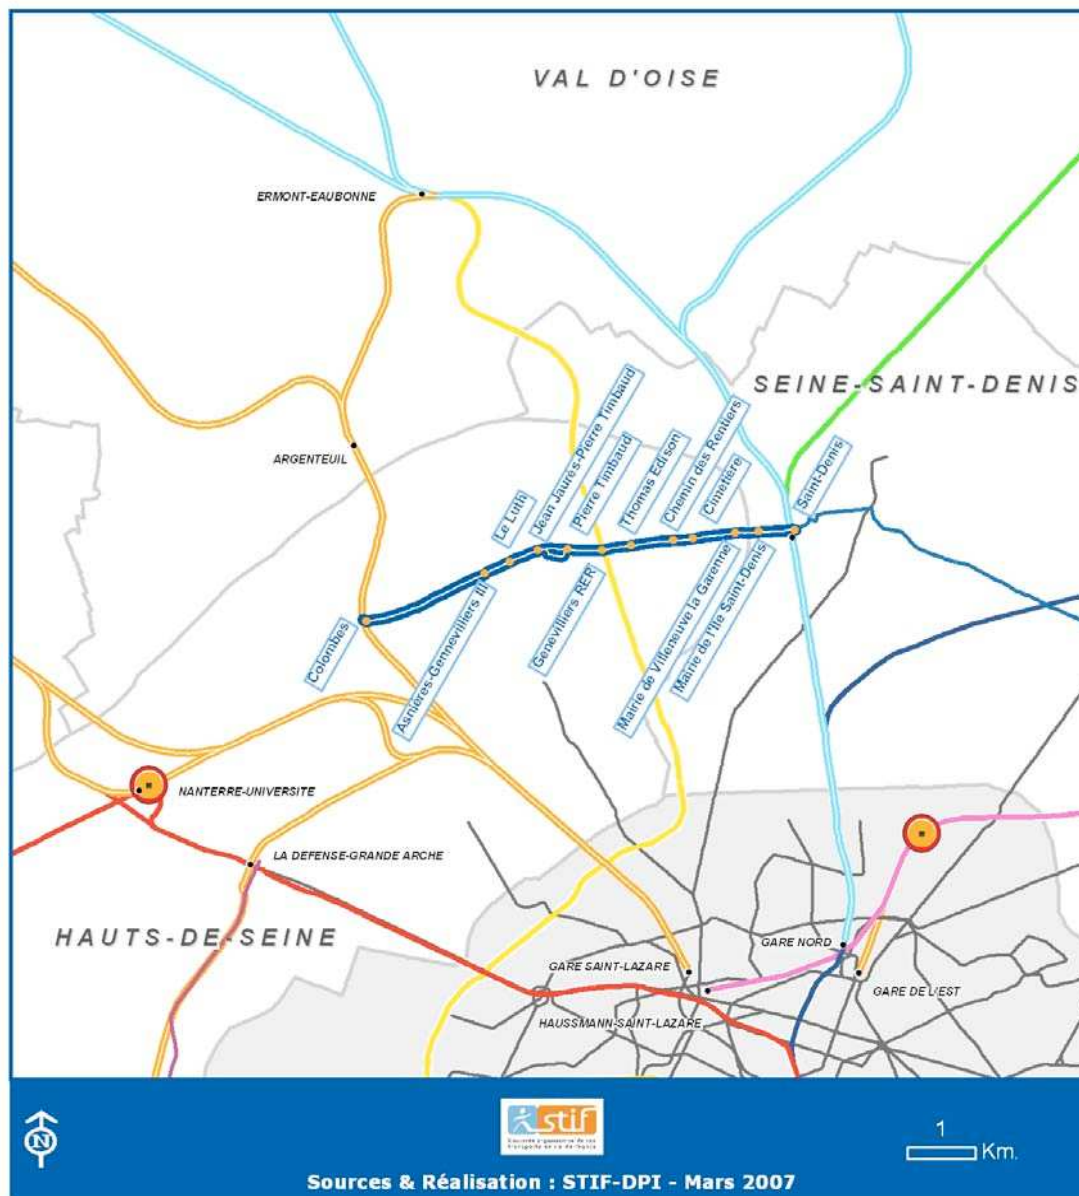 VAL D'OISE
ERMONT-EAUBONNE
SEINE-SAINT-DENIS
ARGENTEUIL
Le Luth
Jean Jaurès-Pierre Timbaud
Pierre Timbaud
Thomas Edison
Chemin des Rentiers
Cimetière
Saint-Denis
Colombes
Asnières-Gennevilliers III
Genevilliers RER
Mairie de Villeneuve la Garenne
Mairie de l'Ile Saint-Denis
NANTERRE-UNIVERSITE
LA DEFENSE-GRANDE ARCHE
HAUTS-DE-SEINE
GARE NORD
GARE SAINT-LAZARE
GARE DE L'EST
HAUSSMANN-SAINT-LAZARE
N
stif
1
Km.
Sources & Réalisation : STIF-DPI - Mars 2007